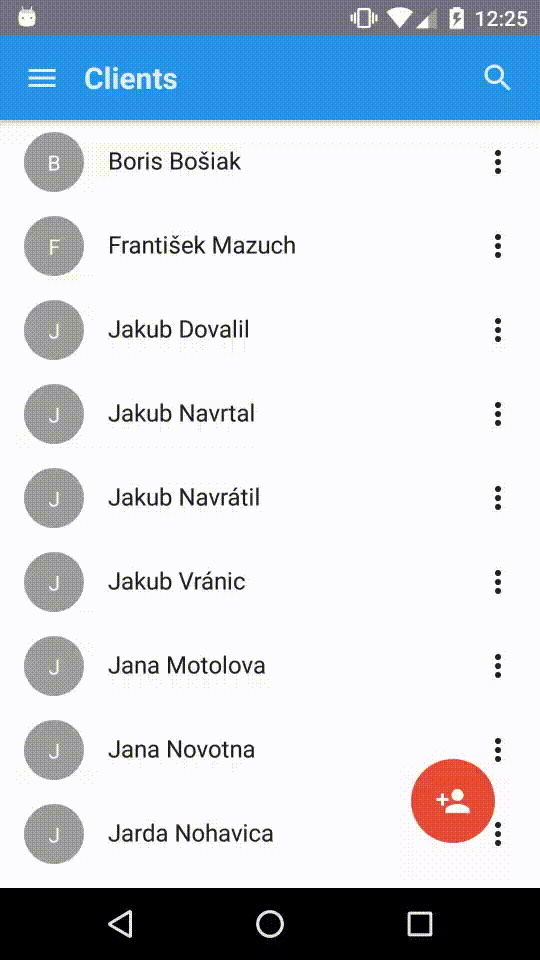 12:25
Clients
B Boris Bošiak
F František Mazuch
J Jakub Dovalil
J Jakub Navrtal
J Jakub Navrátil
J Jakub Vránic
J Jana Motolova
J Jana Novotna
J Jarda Nohavica